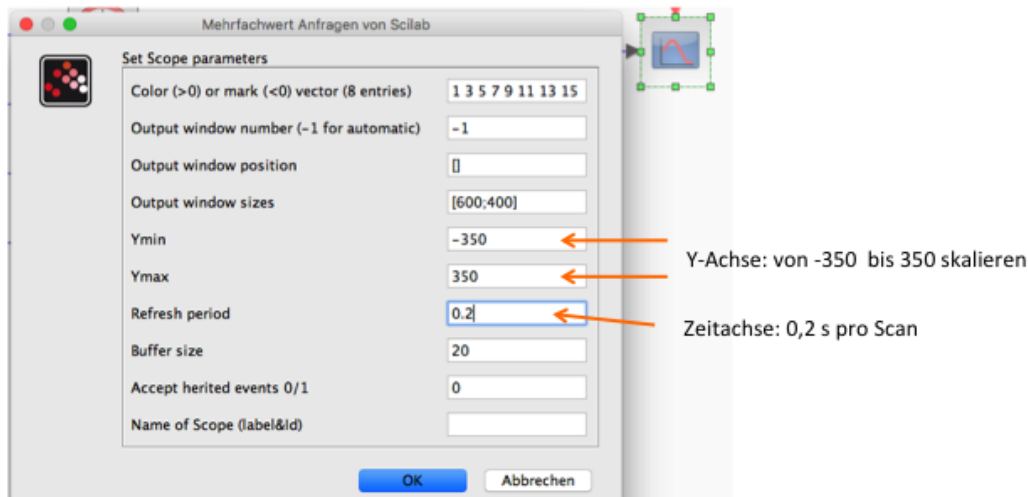 Mehrfachwert Anfragen von Scilab
Set Scope parameters
Color (>0) or mark (<0) vector (8 entries) 1 3 5 7 9 11 13 15
Output window number (-1 for automatic) -1
Output window position []
Output window sizes [600;400]
Ymin -350
Ymax 350
Refresh period 0.2
Buffer size 20
Accept herited events 0/1 0
Name of Scope (label&Id)
OK Abbrechen
Y-Achse: von -350 bis 350 skalieren
Zeitachse: 0,2 s pro Scan